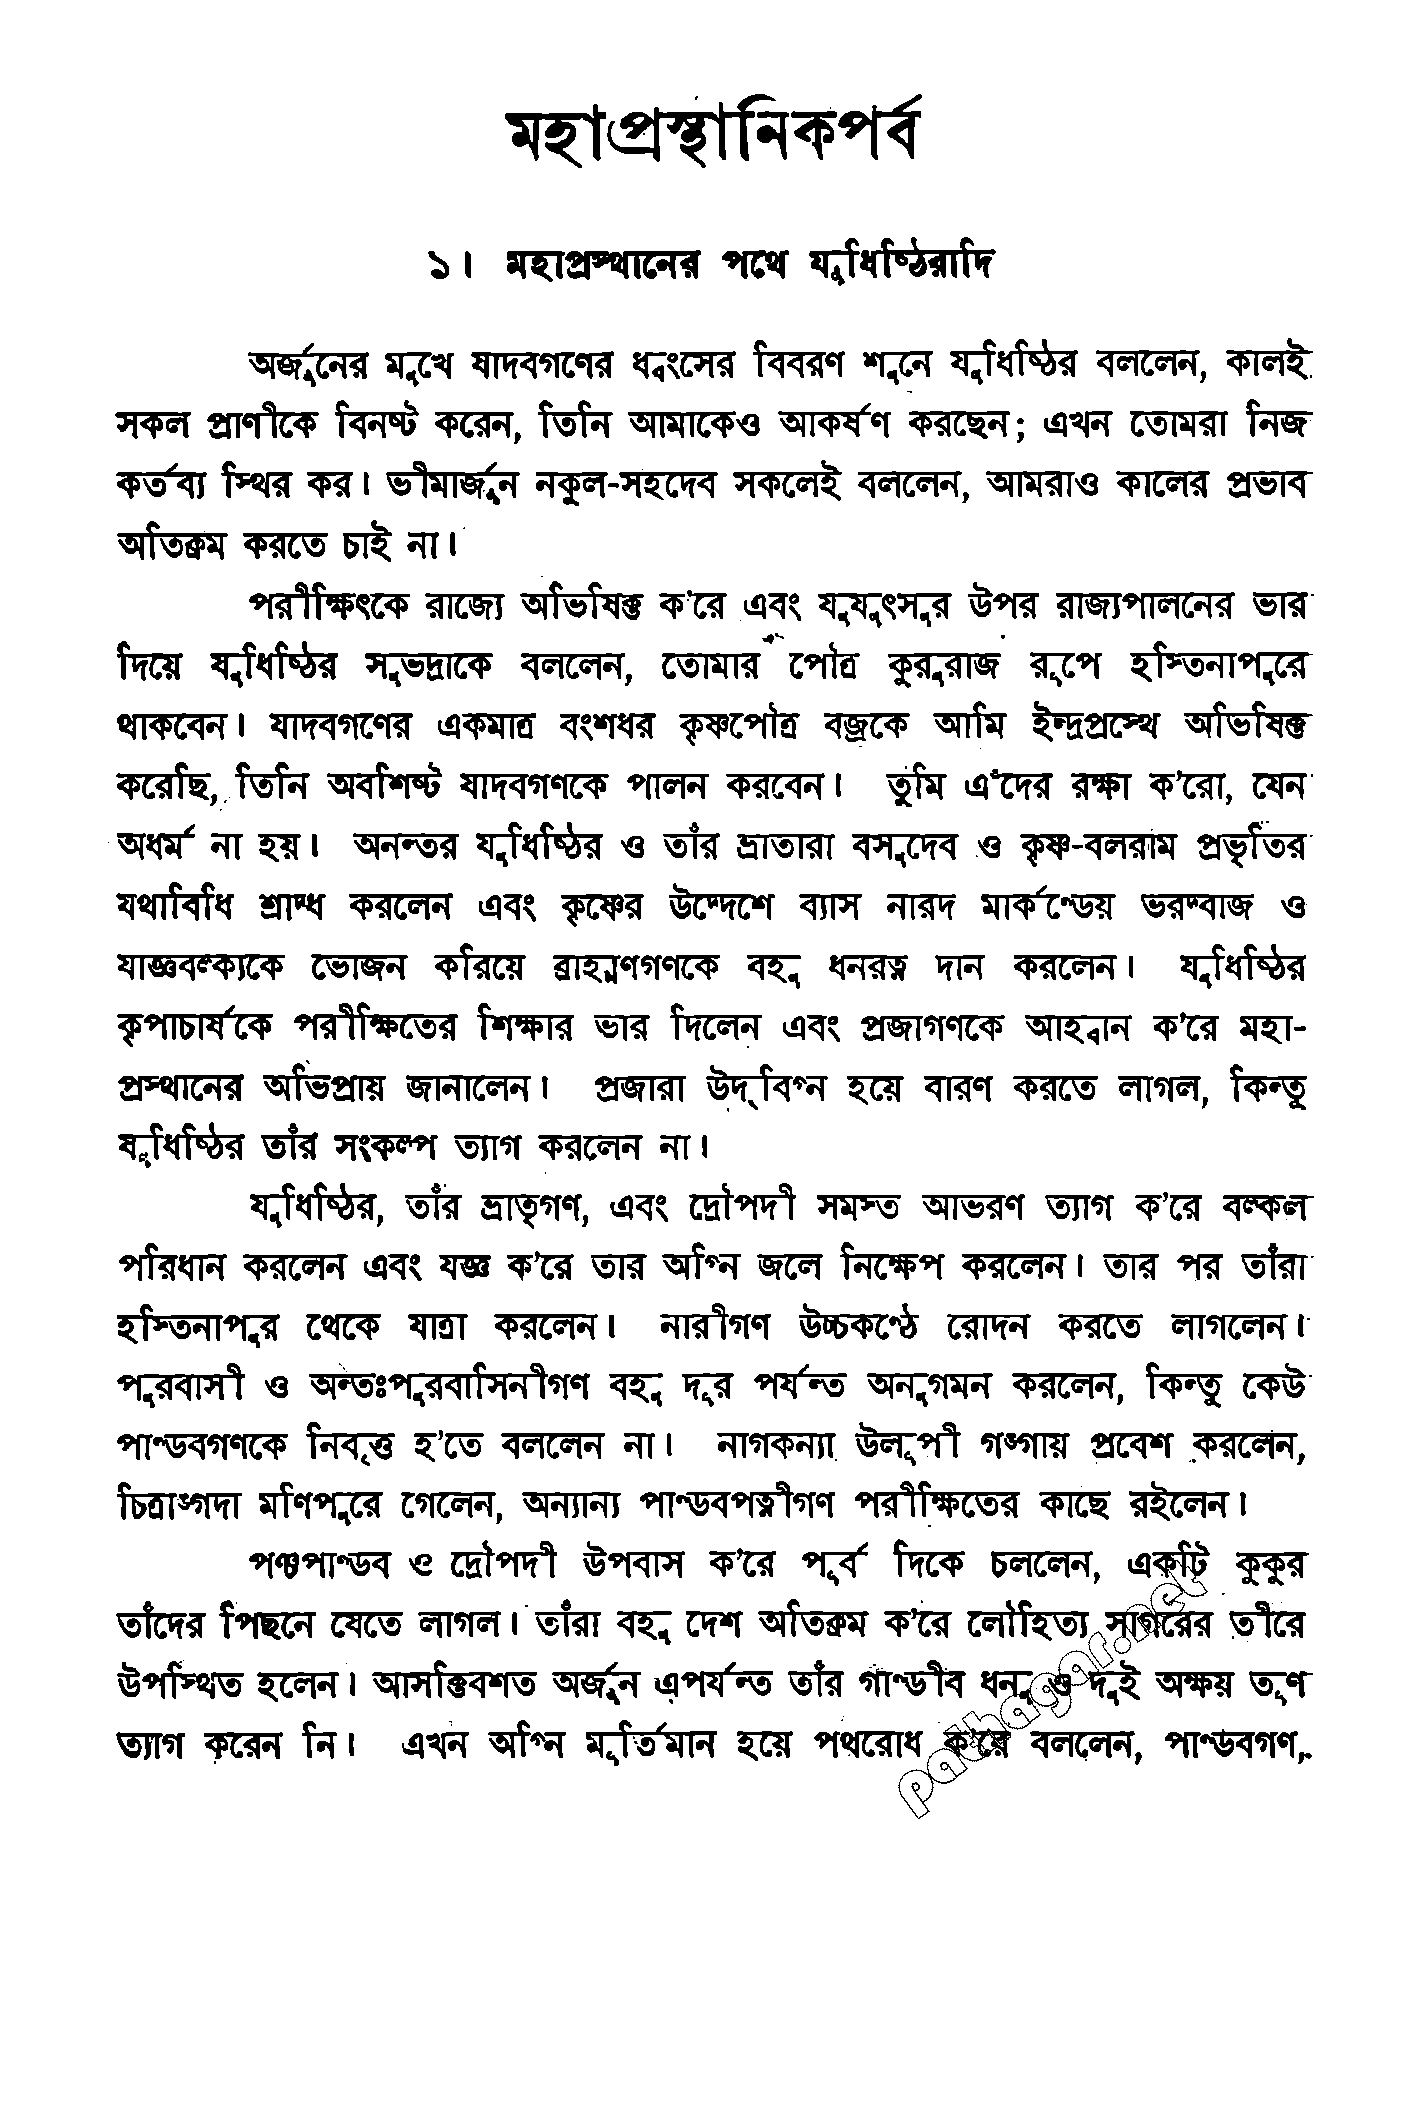 মহাপ্রস্থানিকপর্ব
১। মহাপ্রস্থানের পথে যুধিষ্ঠিরাদি
অর্জুনের মুখে যাদবগণের ধ্বংসের বিবরণ শুনে যুধিষ্ঠির বললেন, কালই
সকল প্রাণীকে বিনষ্ট করেন, তিনি আমাকেও আকর্ষণ করছেন; এখন তোমরা নিজ
কর্তব্য স্থির কর। ভীমার্জুন নকুল-সহদেব সকলেই বললেন, আমরাও কালের প্রভাব
অতিক্রম করতে চাই না।
পরীক্ষিৎকে রাজ্যে অভিষিক্ত ক'রে এবং যুযুৎসুর উপর রাজ্যপালনের ভার
দিয়ে যুধিষ্ঠির সুভদ্রাকে বললেন, তোমার পৌত্র কুরুরাজ রূপে হস্তিনাপুরে
থাকবেন। যাদবগণের একমাত্র বংশধর কৃষ্ণপৌত্র বজ্রকে আমি ইন্দ্রপ্রস্থে অভিষিক্ত
করেছি, তিনি অবশিষ্ট যাদবগণকে পালন করবেন। তুমি এঁদের রক্ষা ক'রো, যেন
অধর্ম না হয়। অনন্তর যুধিষ্ঠির ও তাঁর ভ্রাতারা বসুদেব ও কৃষ্ণ-বলরাম প্রভৃতির
যথাবিধি শ্রাদ্ধ করলেন এবং কৃষ্ণের উদ্দেশে ব্যাস নারদ মার্কণ্ডেয় ভরদ্বাজ ও
যাজ্ঞবল্ক্যকে ভোজন করিয়ে ব্রাহ্মণগণকে বহু ধনরত্ন দান করলেন। যুধিষ্ঠির
কৃপাচার্যকে পরীক্ষিতের শিক্ষার ভার দিলেন এবং প্রজাগণকে আহ্বান ক'রে মহা-
প্রস্থানের অভিপ্রায় জানালেন। প্রজারা উদ্‌বিগ্ন হয়ে বারণ করতে লাগল, কিন্তু
যুধিষ্ঠির তাঁর সংকল্প ত্যাগ করলেন না।
যুধিষ্ঠির, তাঁর ভ্রাতৃগণ, এবং দ্রৌপদী সমস্ত আভরণ ত্যাগ ক'রে বল্কল
পরিধান করলেন এবং যজ্ঞ ক'রে তার অগ্নি জলে নিক্ষেপ করলেন। তার পর তাঁরা
হস্তিনাপুর থেকে যাত্রা করলেন। নারীগণ উচ্চকণ্ঠে রোদন করতে লাগলেন।
পুরবাসী ও অন্তঃপুরবাসিনীগণ বহু দূর পর্যন্ত অনুগমন করলেন, কিন্তু কেউ
পাণ্ডবগণকে নিবৃত্ত হ'তে বললেন না। নাগকন্যা উলূপী গঙ্গায় প্রবেশ করলেন,
চিত্রাঙ্গদা মণিপুরে গেলেন, অন্যান্য পাণ্ডবপত্নীগণ পরীক্ষিতের কাছে রইলেন।
পঞ্চপাণ্ডব ও দ্রৌপদী উপবাস ক'রে পূর্ব দিকে চললেন, একটি কুকুর
তাঁদের পিছনে যেতে লাগল। তাঁরা বহু দেশ অতিক্রম ক'রে লৌহিত্য সাগরের তীরে
উপস্থিত হলেন। আসক্তিবশত অর্জুন এপর্যন্ত তাঁর গাণ্ডীব ধনু ও দুই অক্ষয় তূণ
ত্যাগ করেন নি। এখন অগ্নি মূর্তিমান হয়ে পথরোধ ক'রে বললেন, পাণ্ডবগণ,
pathagar.net